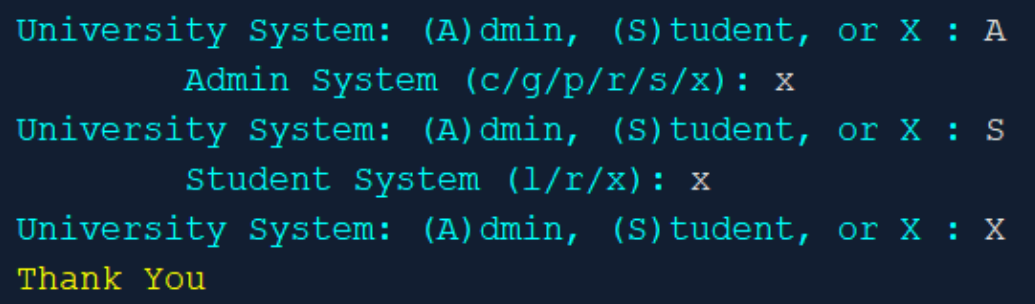 University System: (A)dmin, (S)tudent, or X : A
Admin System (c/g/p/r/s/x): x
University System: (A)dmin, (S)tudent, or X : S
Student System (l/r/x): x
University System: (A)dmin, (S)tudent, or X : X
Thank You